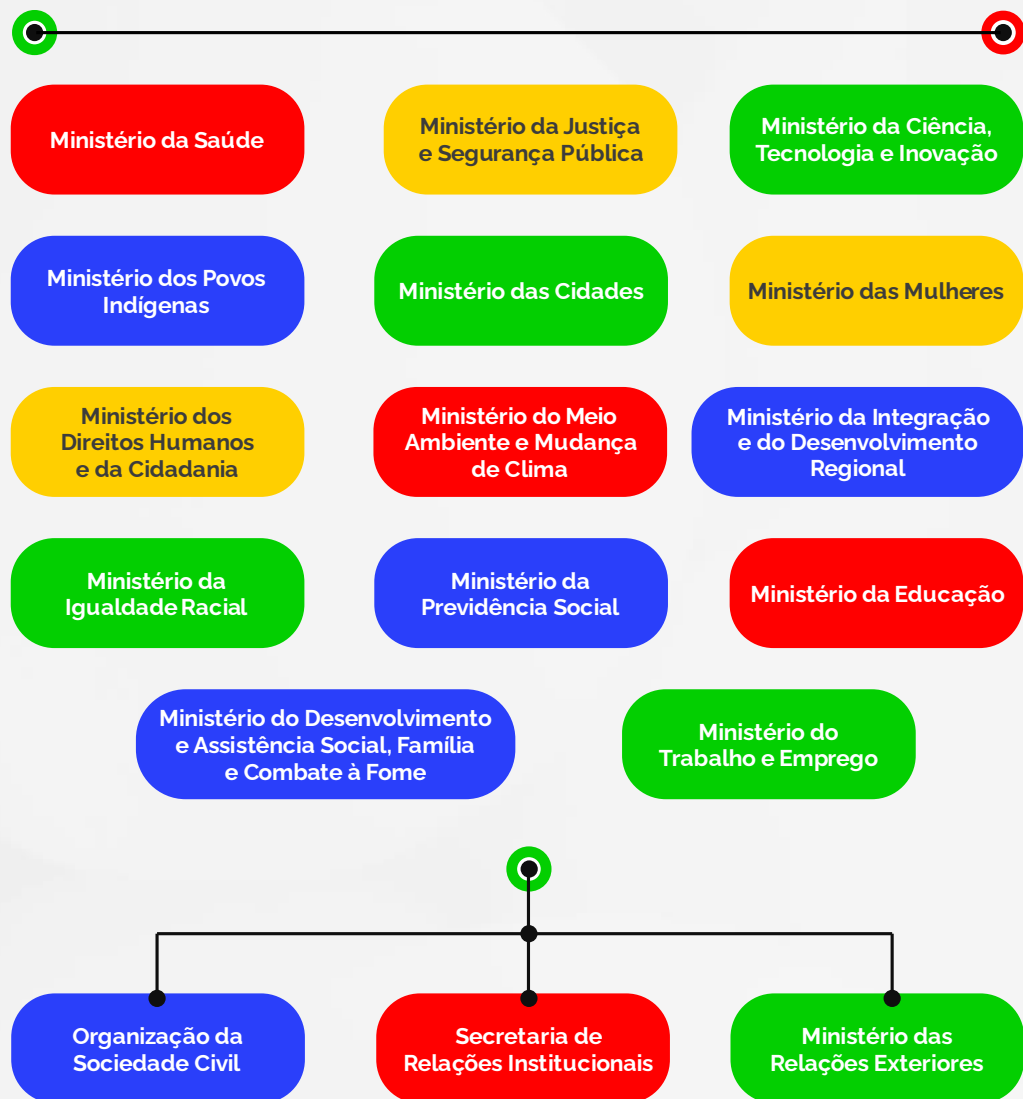 Ministério da Saúde
Ministério da Justiça
e Segurança Pública
Ministério da Ciência,
Tecnologia e Inovação
Ministério dos Povos
Indígenas
Ministério das Cidades
Ministério das Mulheres
Ministério dos
Direitos Humanos
e da Cidadania
Ministério do Meio
Ambiente e Mudança
de Clima
Ministério da Integração
e do Desenvolvimento
Regional
Ministério da
Igualdade Racial
Ministério da
Previdência Social
Ministério da Educação
Ministério do Desenvolvimento
e Assistência Social, Família
e Combate à Fome
Ministério do
Trabalho e Emprego
Organização da
Sociedade Civil
Secretaria de
Relações Institucionais
Ministério das
Relações Exteriores